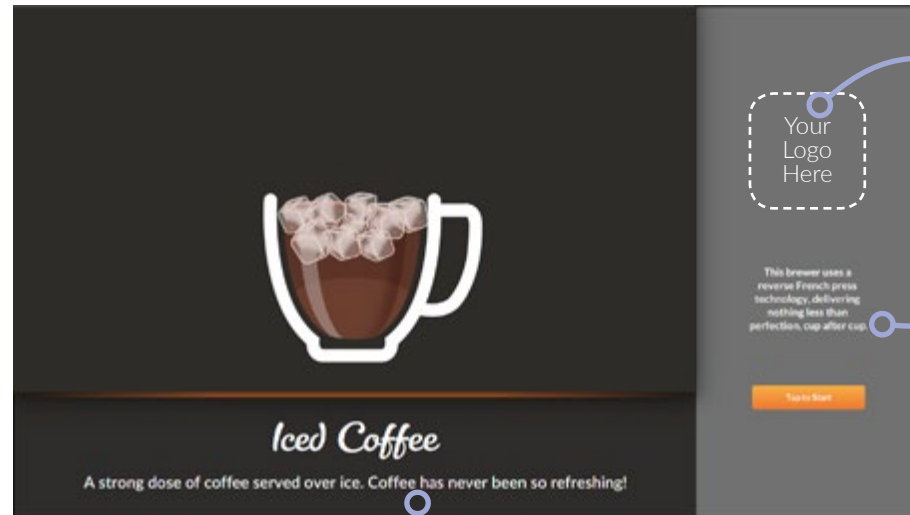 Your
Logo
Here
This brewer uses a
reverse French press
technology, delivering
nothing less than
perfection, cup after cup.
Tap to Start
Iced Coffee
A strong dose of coffee served over ice. Coffee has never been so refreshing!